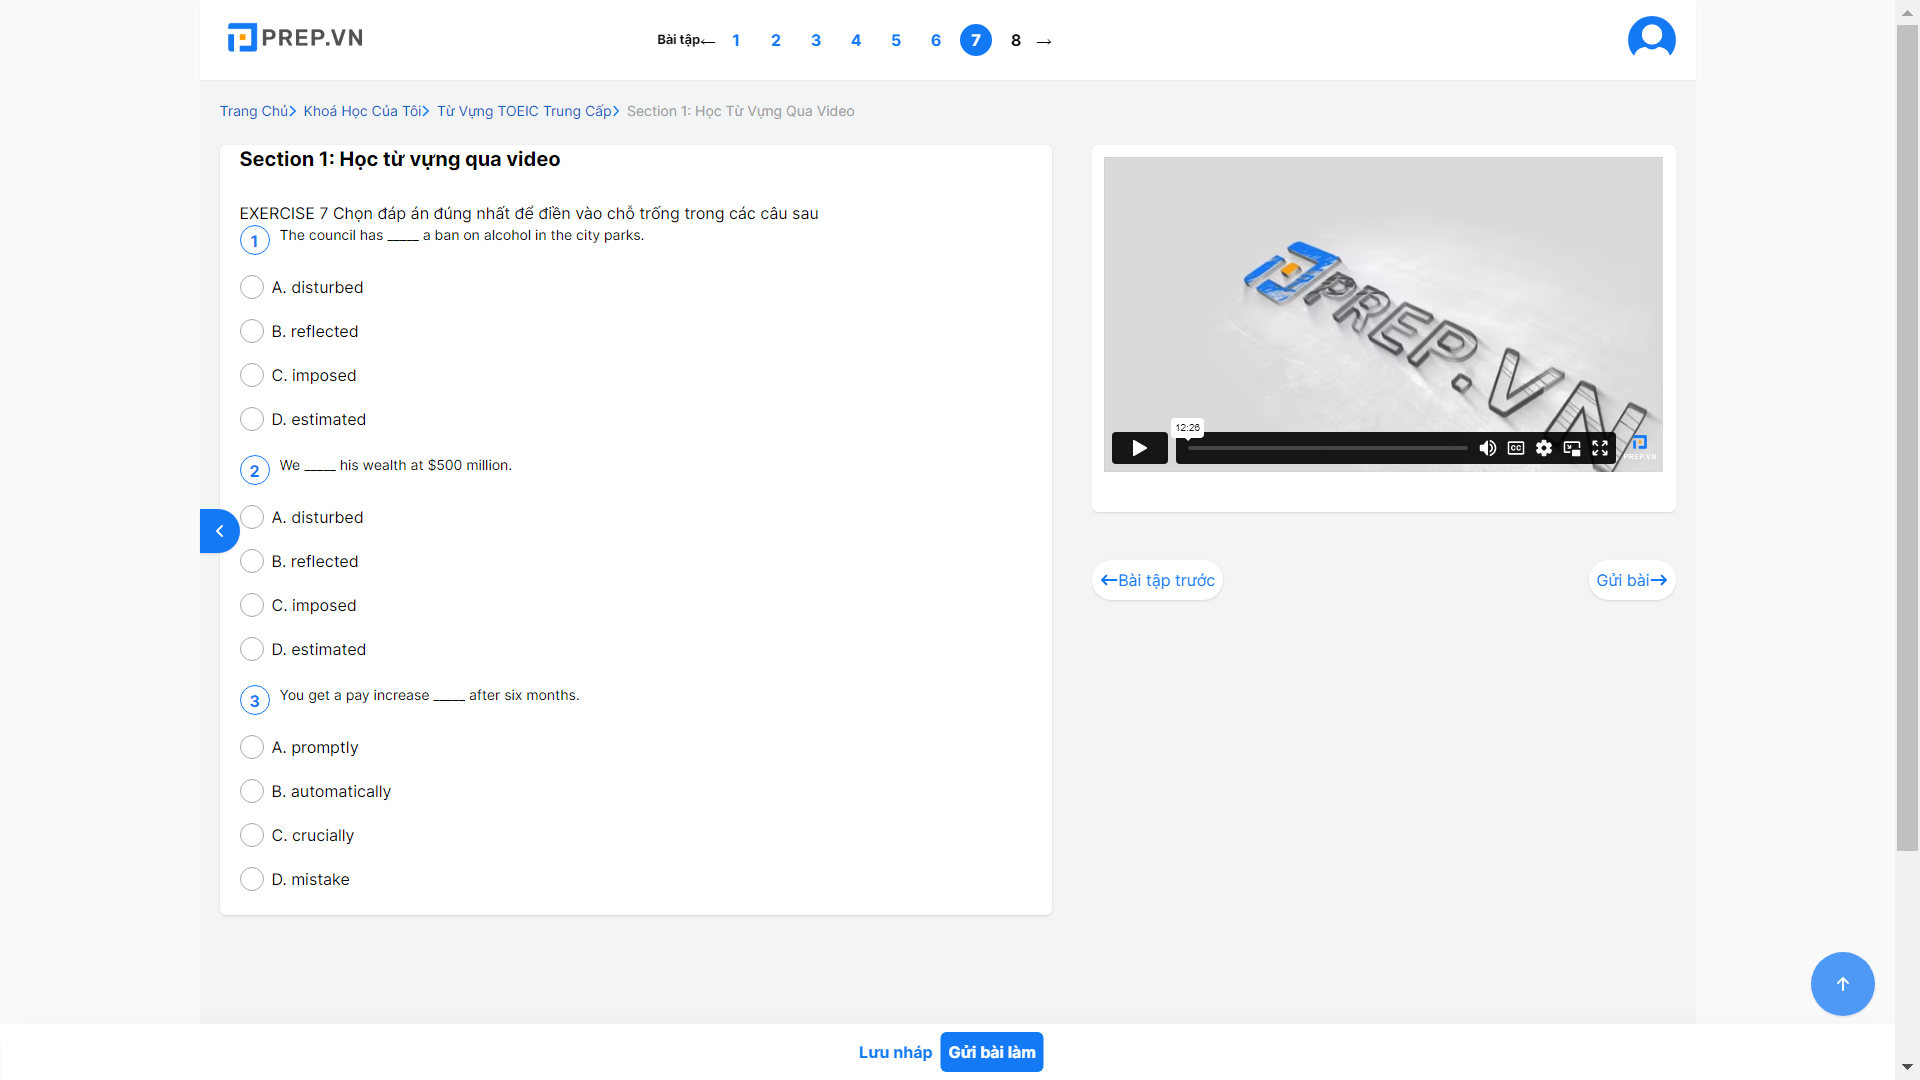 PREP.VN
Bài tập← 1 2 3 4 5 6 7 8 →
Trang Chủ> Khoá Học Của Tôi> Từ Vựng TOEIC Trung Cấp> Section 1: Học Từ Vựng Qua Video
Section 1: Học từ vựng qua video
EXERCISE 7 Chọn đáp án đúng nhất để điền vào chỗ trống trong các câu sau
1 The council has _____ a ban on alcohol in the city parks.
A. disturbed
B. reflected
C. imposed
D. estimated
2 We _____ his wealth at $500 million.
A. disturbed
B. reflected
C. imposed
D. estimated
3 You get a pay increase _____ after six months.
A. promptly
B. automatically
C. crucially
D. mistake
PREP.VN
12:26
CC
PREP.VN
←Bài tập trước
Gửi bài→
Lưu nháp
Gửi bài làm